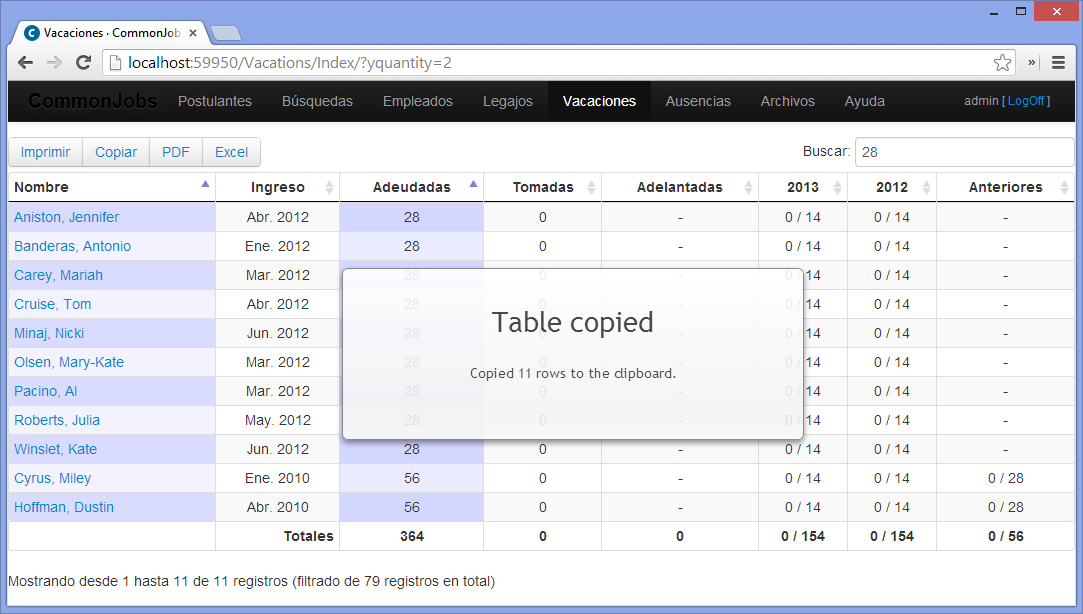 Vacaciones · CommonJob
localhost:59950/Vacations/Index/?yquantity=2
CommonJobs Postulantes Búsquedas Empleados Legajos Vacaciones Ausencias Archivos Ayuda admin [ LogOff ]
Imprimir Copiar PDF Excel Buscar: 28
Nombre Ingreso Adeudadas Tomadas Adelantadas 2013 2012 Anteriores
Aniston, Jennifer Abr. 2012 28 0 - 0 / 14 0 / 14 -
Banderas, Antonio Ene. 2012 28 0 - 0 / 14 0 / 14 -
Carey, Mariah Mar. 2012 28 0 - 0 / 14 0 / 14 -
Cruise, Tom Abr. 2012 28 0 - 0 / 14 0 / 14 -
Table copied
Minaj, Nicki Jun. 2012 28 0 - 0 / 14 0 / 14 -
Olsen, Mary-Kate Mar. 2012 28 0 - 0 / 14 0 / 14 -
Copied 11 rows to the clipboard.
Pacino, Al Mar. 2012 28 0 - 0 / 14 0 / 14 -
Roberts, Julia May. 2012 28 0 - 0 / 14 0 / 14 -
Winslet, Kate Jun. 2012 28 0 - 0 / 14 0 / 14 -
Cyrus, Miley Ene. 2010 56 0 - 0 / 14 0 / 14 0 / 28
Hoffman, Dustin Abr. 2010 56 0 - 0 / 14 0 / 14 0 / 28
Totales 364 0 0 0 / 154 0 / 154 0 / 56
Mostrando desde 1 hasta 11 de 11 registros (filtrado de 79 registros en total)